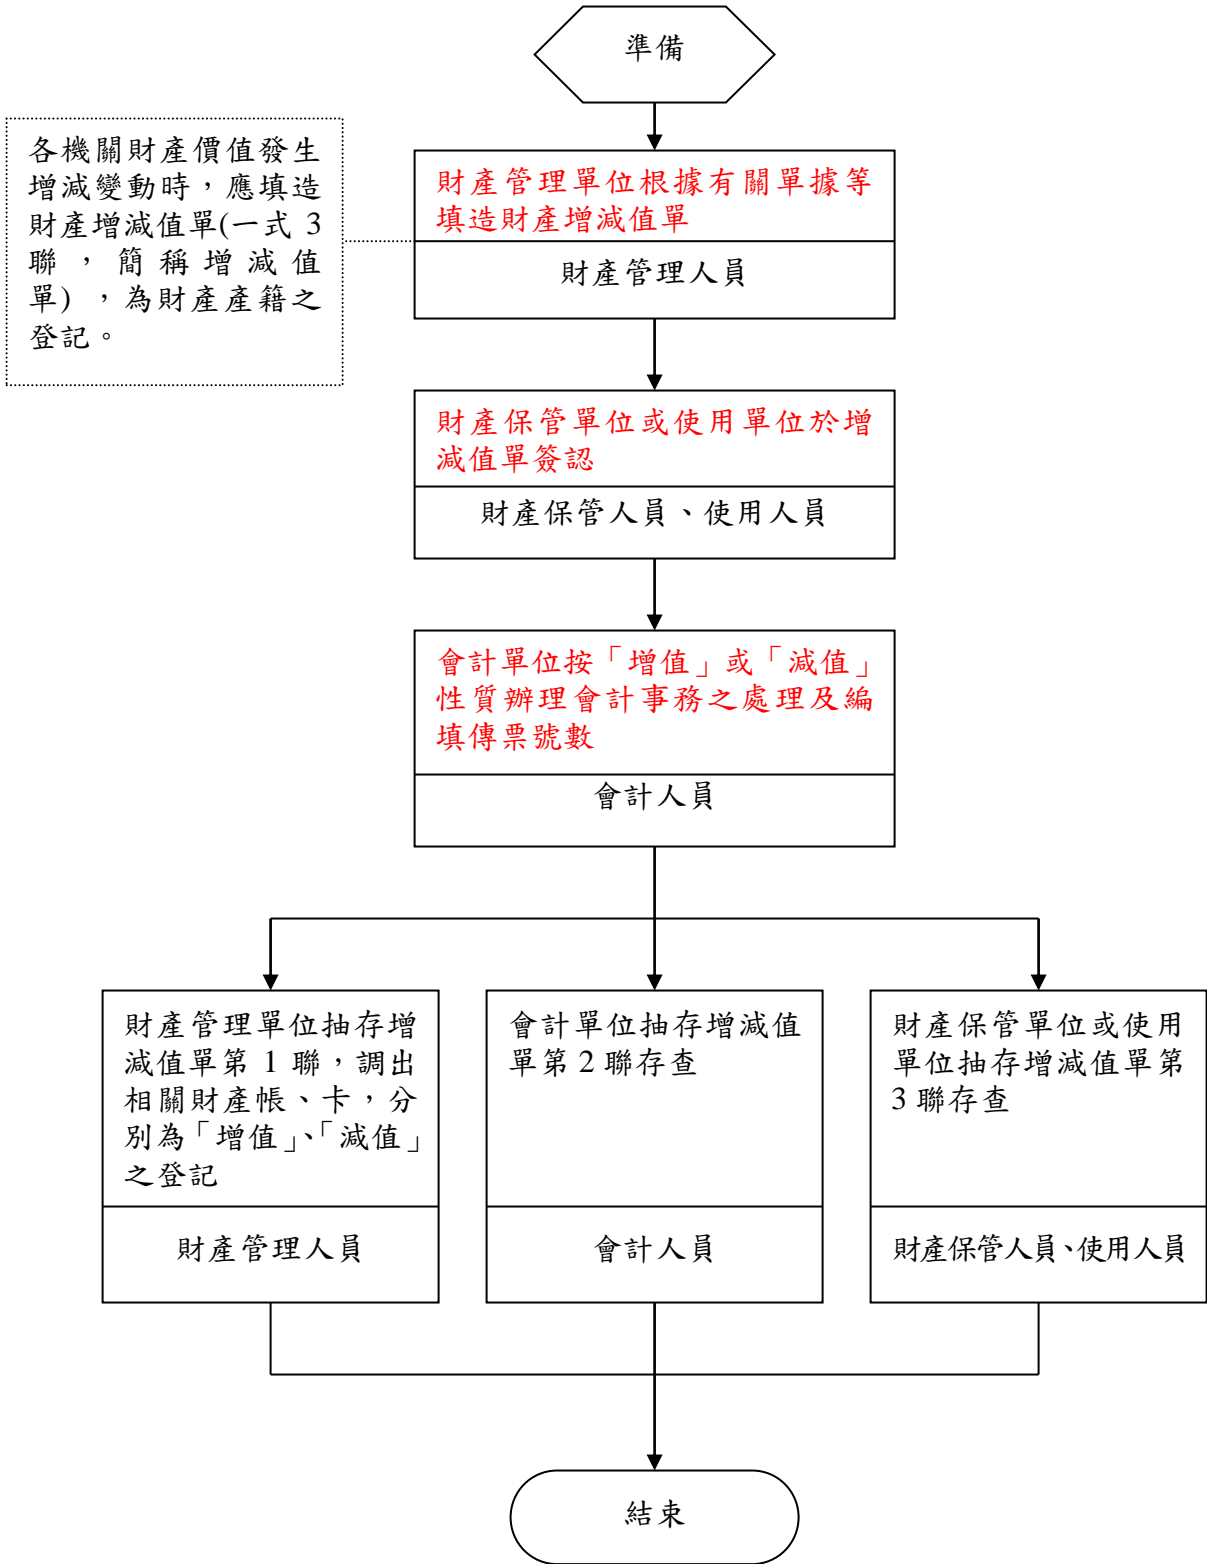 準備
各機關財產價值發生
增減變動時，應填造
財產增減值單(一式 3
聯，簡稱增減值
單)，為財產產籍之
登記。
財產管理單位根據有關單據等
填造財產增減值單
財產管理人員
財產保管單位或使用單位於增
減值單簽認
財產保管人員、使用人員
會計單位按「增值」或「減值」
性質辦理會計事務之處理及編
填傳票號數
會計人員
財產管理單位抽存增
減值單第 1 聯，調出
相關財產帳、卡，分
別為「增值」、「減值」
之登記
財產管理人員
會計單位抽存增減值
單第 2 聯存查
會計人員
財產保管單位或使用
單位抽存增減值單第
3 聯存查
財產保管人員、使用人員
結束